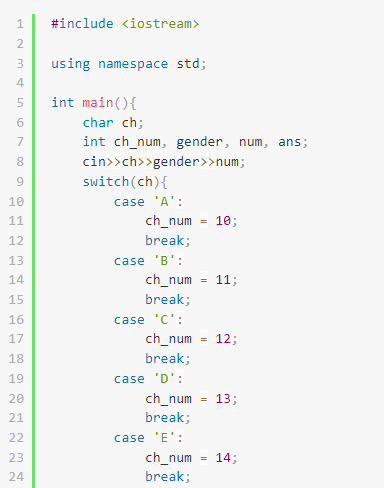 1 #include <iostream>
2
3 using namespace std;
4
5 int main(){
6     char ch;
7     int ch_num, gender, num, ans;
8     cin>>ch>>gender>>num;
9     switch(ch){
10         case 'A':
11             ch_num = 10;
12             break;
13         case 'B':
14             ch_num = 11;
15             break;
16         case 'C':
17             ch_num = 12;
18             break;
19         case 'D':
20             ch_num = 13;
21             break;
22         case 'E':
23             ch_num = 14;
24             break;